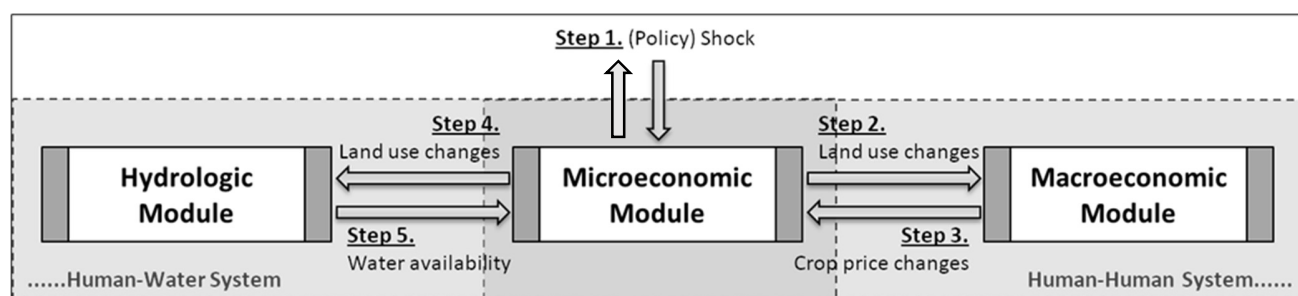 Step 1. (Policy) Shock
Step 4.
Land use changes
Step 2.
Land use changes
Hydrologic
Module
Microeconomic
Module
Macroeconomic
Module
Step 5.
Water availability
Step 3.
Crop price changes
......Human-Water System
Human-Human System......